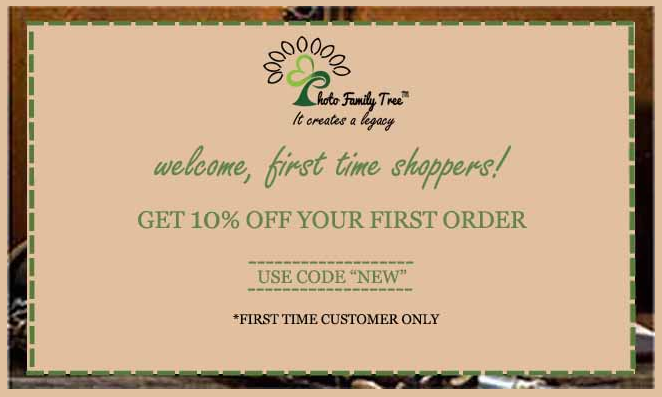 Photo Family Tree™
It creates a legacy
welcome, first time shoppers!
GET 10% OFF YOUR FIRST ORDER
USE CODE “NEW”
*FIRST TIME CUSTOMER ONLY